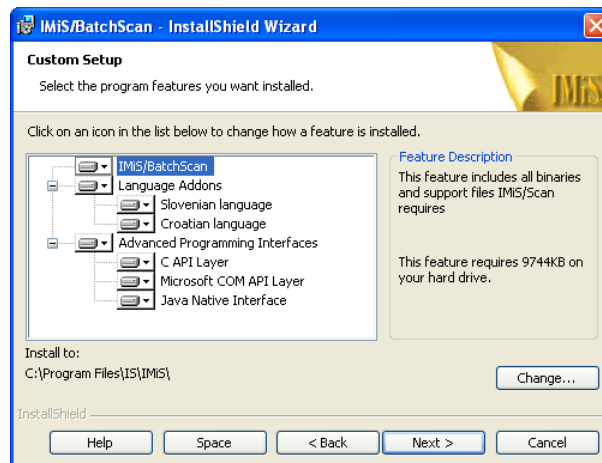 IMiS/BatchScan - InstallShield Wizard
Custom Setup
Select the program features you want installed.
IMiS
Click on an icon in the list below to change how a feature is installed.
IMiS/BatchScan
Language Addons
Slovenian language
Croatian language
Advanced Programming Interfaces
C API Layer
Microsoft COM API Layer
Java Native Interface
Feature Description
This feature includes all binaries
and support files IMiS/Scan
requires
This feature requires 9744KB on
your hard drive.
Install to:
C:\Program Files\IS\IMiS\
Change...
InstallShield
Help
Space
< Back
Next >
Cancel